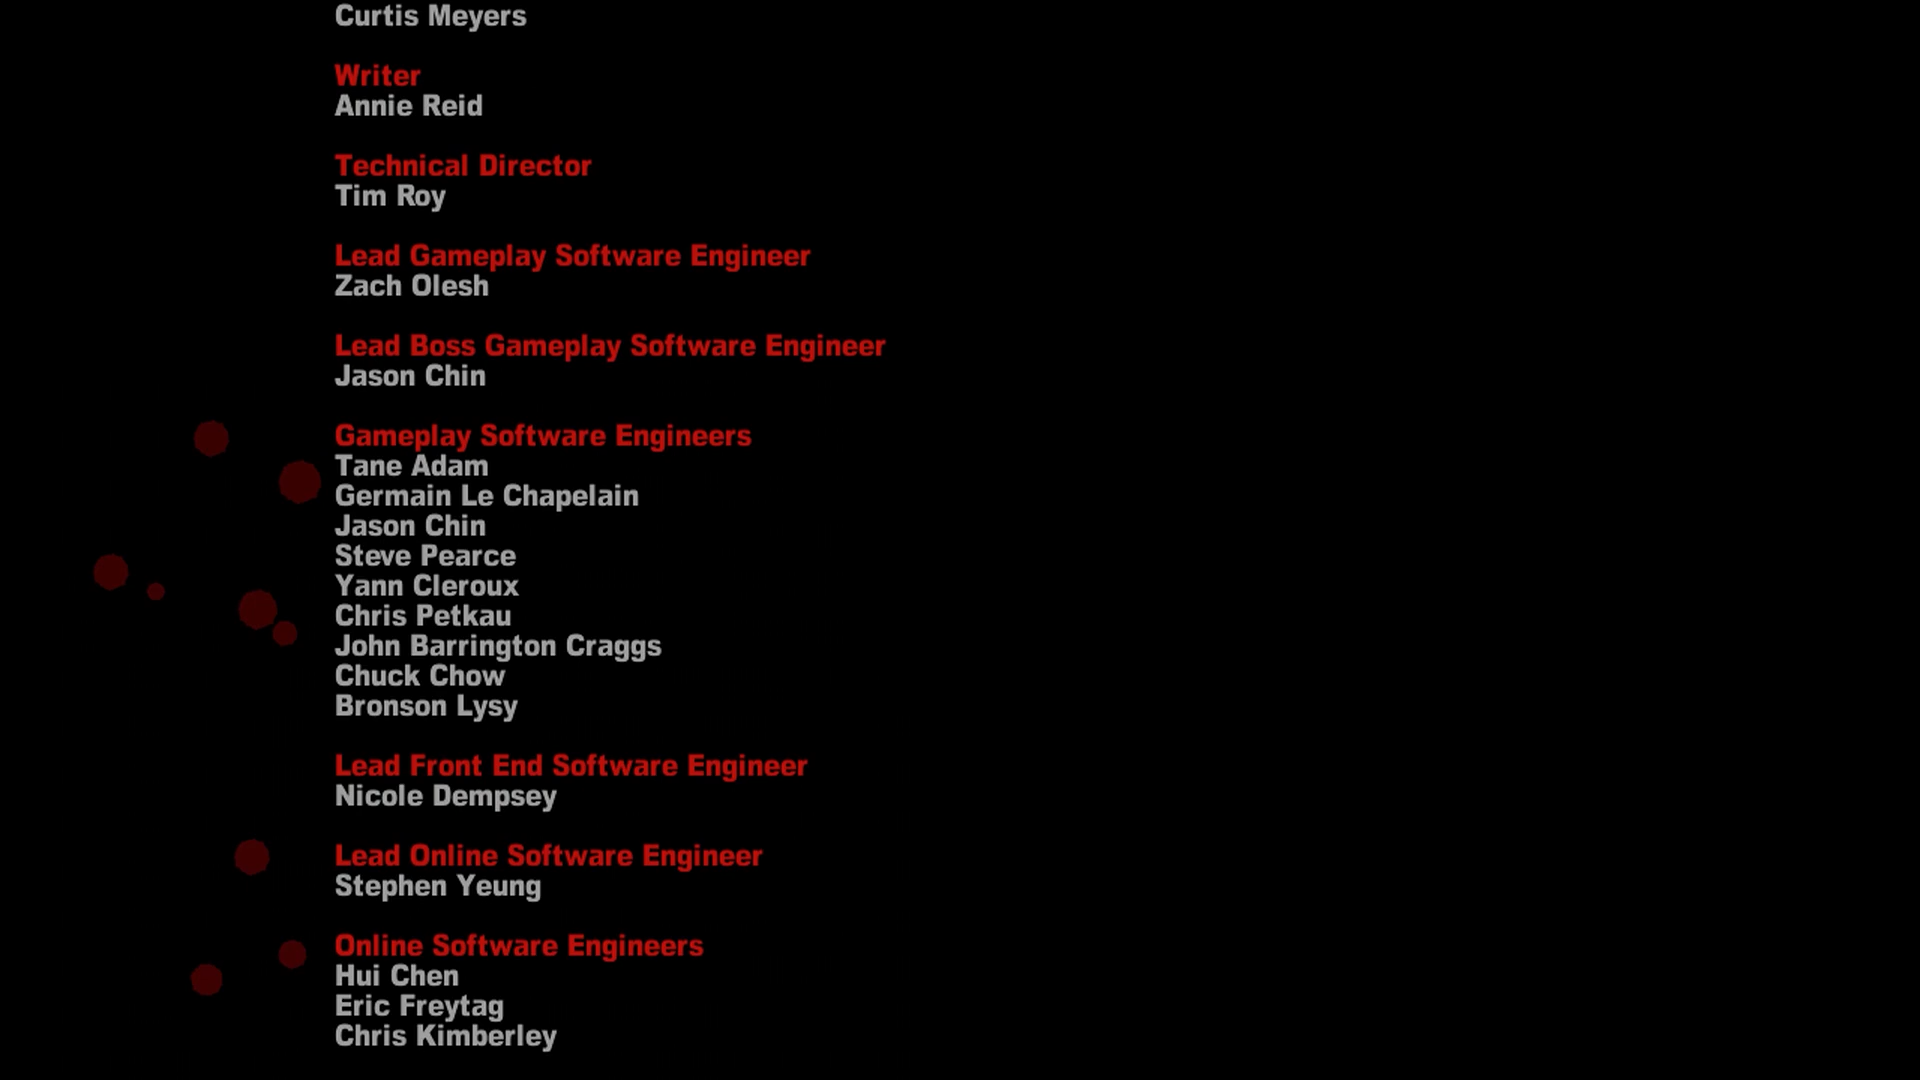 Curtis Meyers
Writer
Annie Reid
Technical Director
Tim Roy
Lead Gameplay Software Engineer
Zach Olesh
Lead Boss Gameplay Software Engineer
Jason Chin
Gameplay Software Engineers
Tane Adam
Germain Le Chapelain
Jason Chin
Steve Pearce
Yann Cleroux
Chris Petkau
John Barrington Craggs
Chuck Chow
Bronson Lysy
Lead Front End Software Engineer
Nicole Dempsey
Lead Online Software Engineer
Stephen Yeung
Online Software Engineers
Hui Chen
Eric Freytag
Chris Kimberley